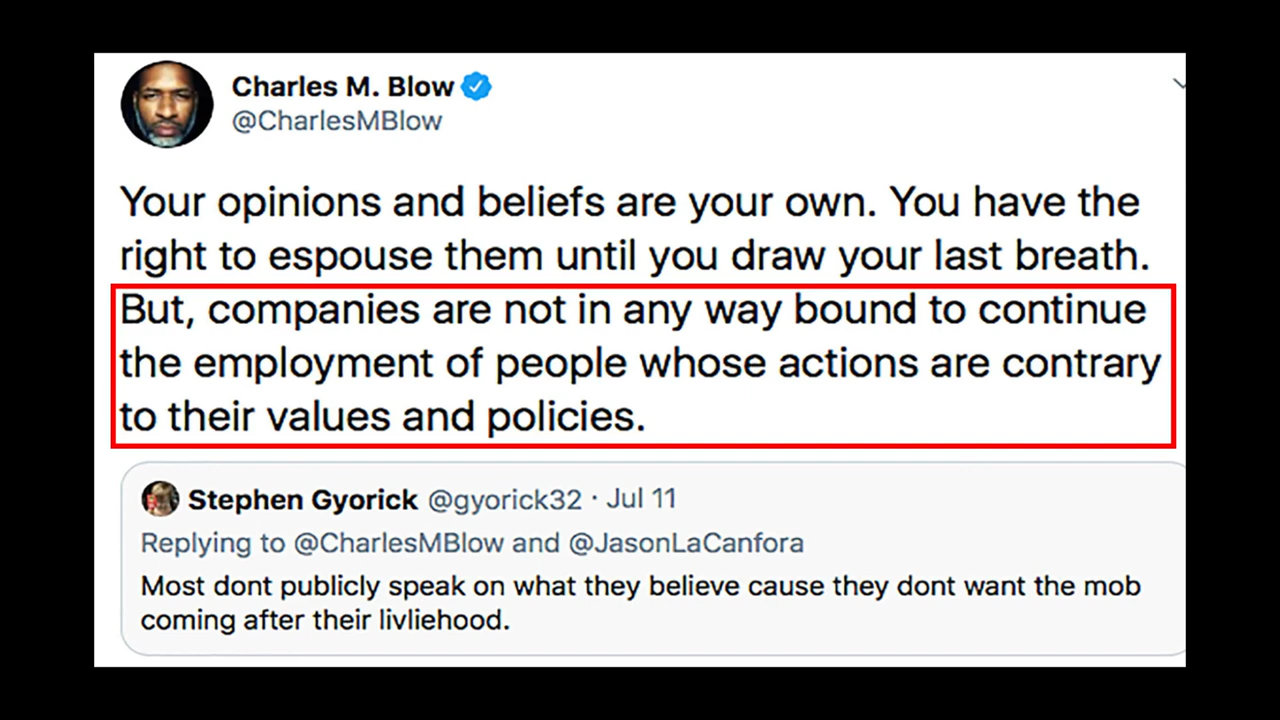 Charles M. Blow
@CharlesMBlow
Your opinions and beliefs are your own. You have the
right to espouse them until you draw your last breath.
But, companies are not in any way bound to continue
the employment of people whose actions are contrary
to their values and policies.
Stephen Gyorick @gyorick32 · Jul 11
Replying to @CharlesMBlow and @JasonLaCanfora
Most dont publicly speak on what they believe cause they dont want the mob
coming after their livliehood.